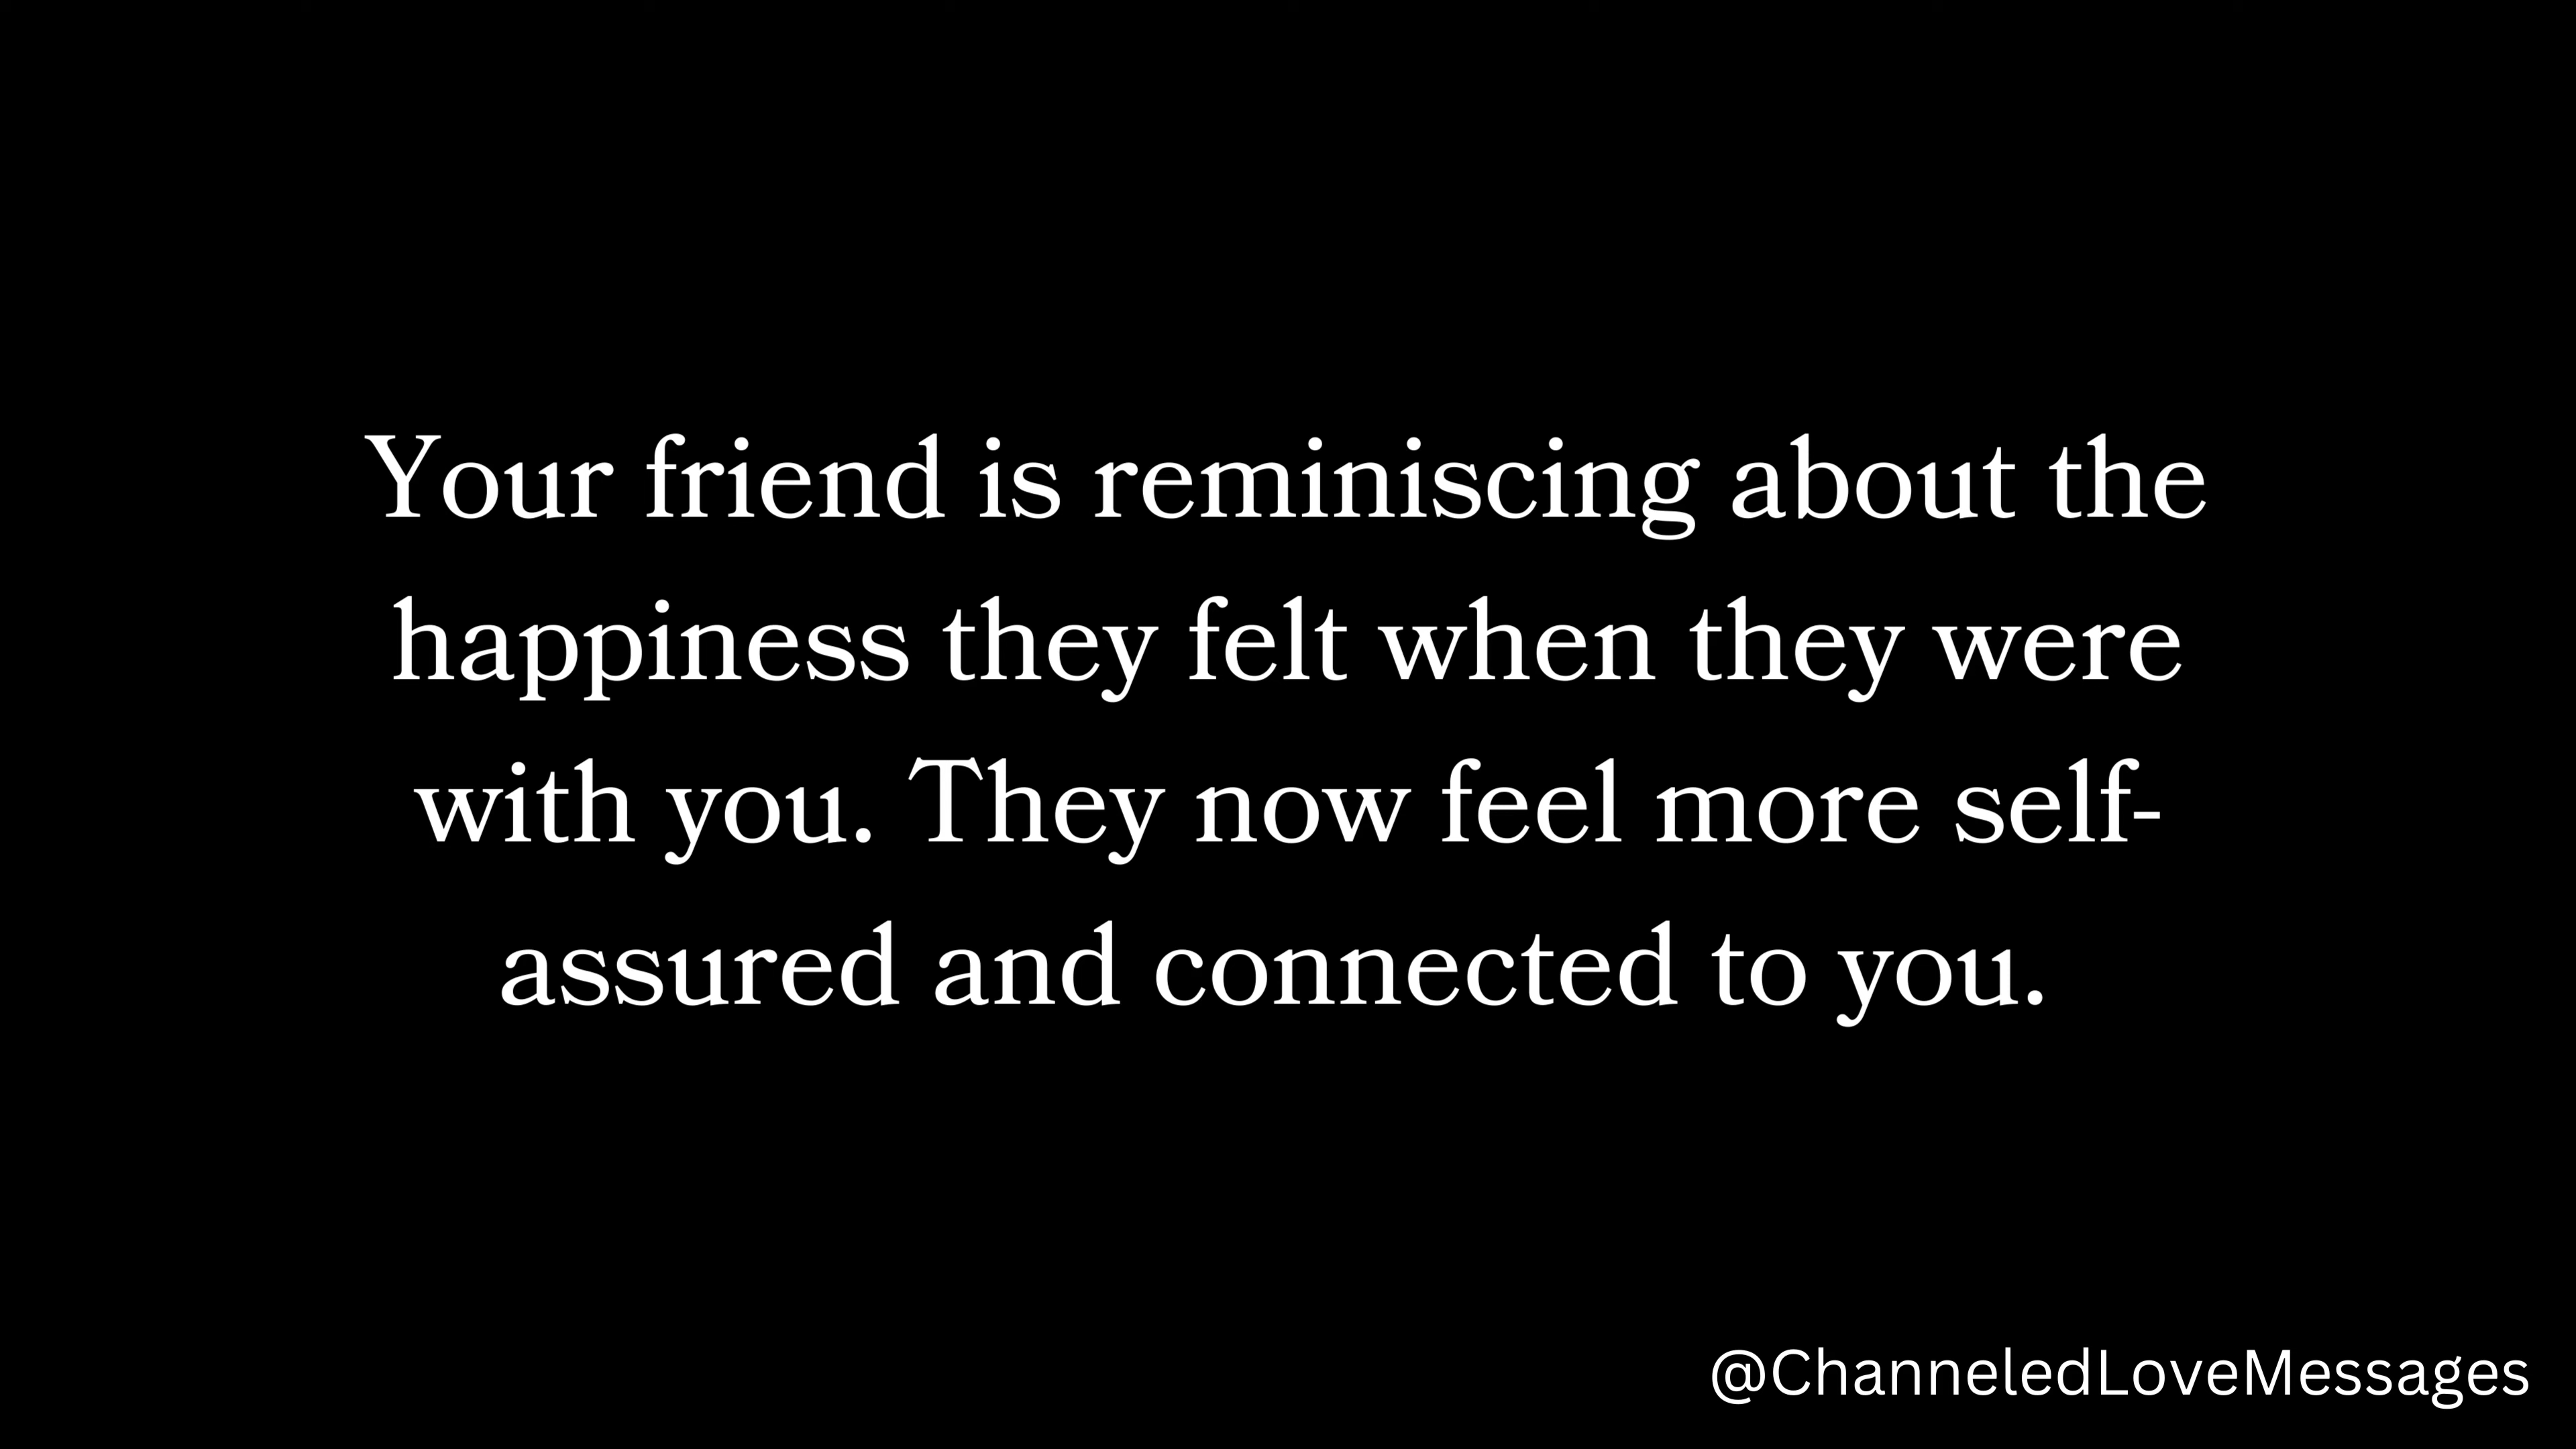 Your friend is reminiscing about the
happiness they felt when they were
with you. They now feel more self-
assured and connected to you.
@ChanneledLoveMessages